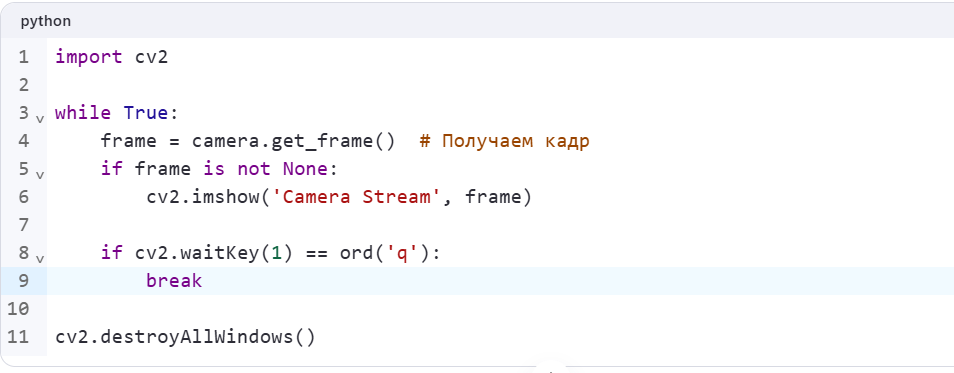 python
1 import cv2
2
3 while True:
4     frame = camera.get_frame()  # Получаем кадр
5     if frame is not None:
6         cv2.imshow('Camera Stream', frame)
7
8     if cv2.waitKey(1) == ord('q'):
9         break
10
11 cv2.destroyAllWindows()